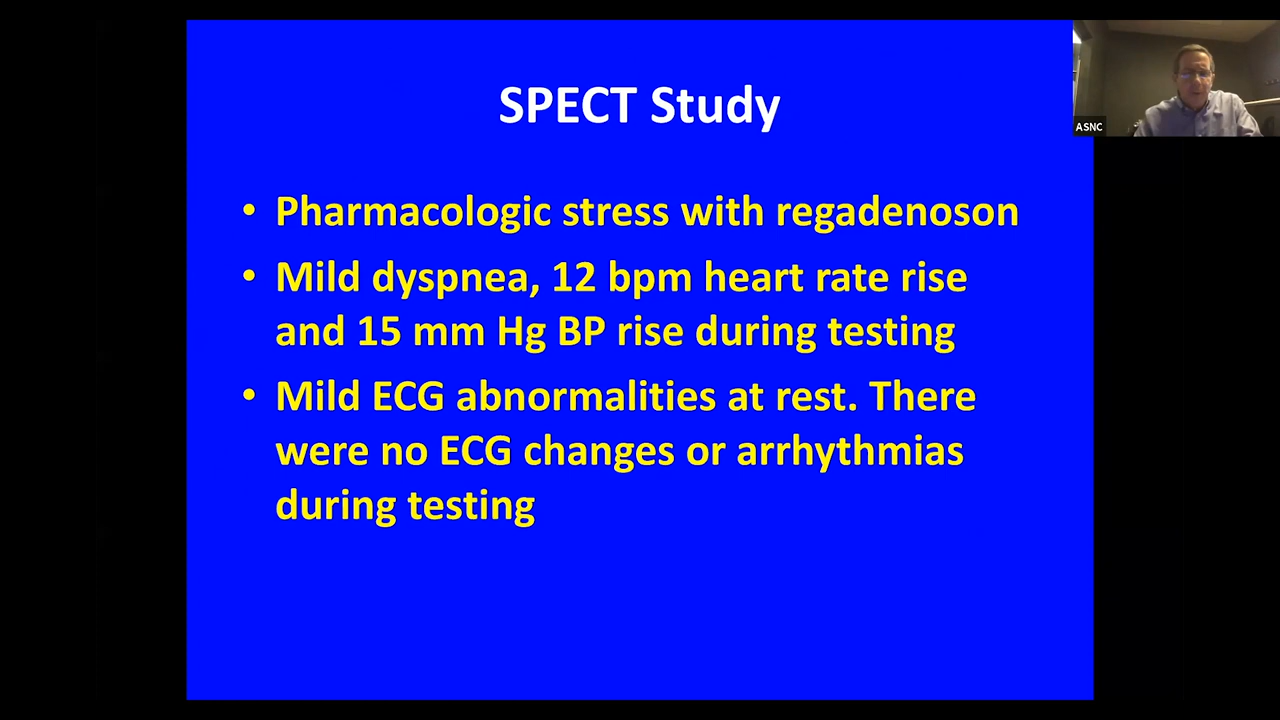 SPECT Study
ASNC
• Pharmacologic stress with regadenoson
• Mild dyspnea, 12 bpm heart rate rise
and 15 mm Hg BP rise during testing
• Mild ECG abnormalities at rest. There
were no ECG changes or arrhythmias
during testing